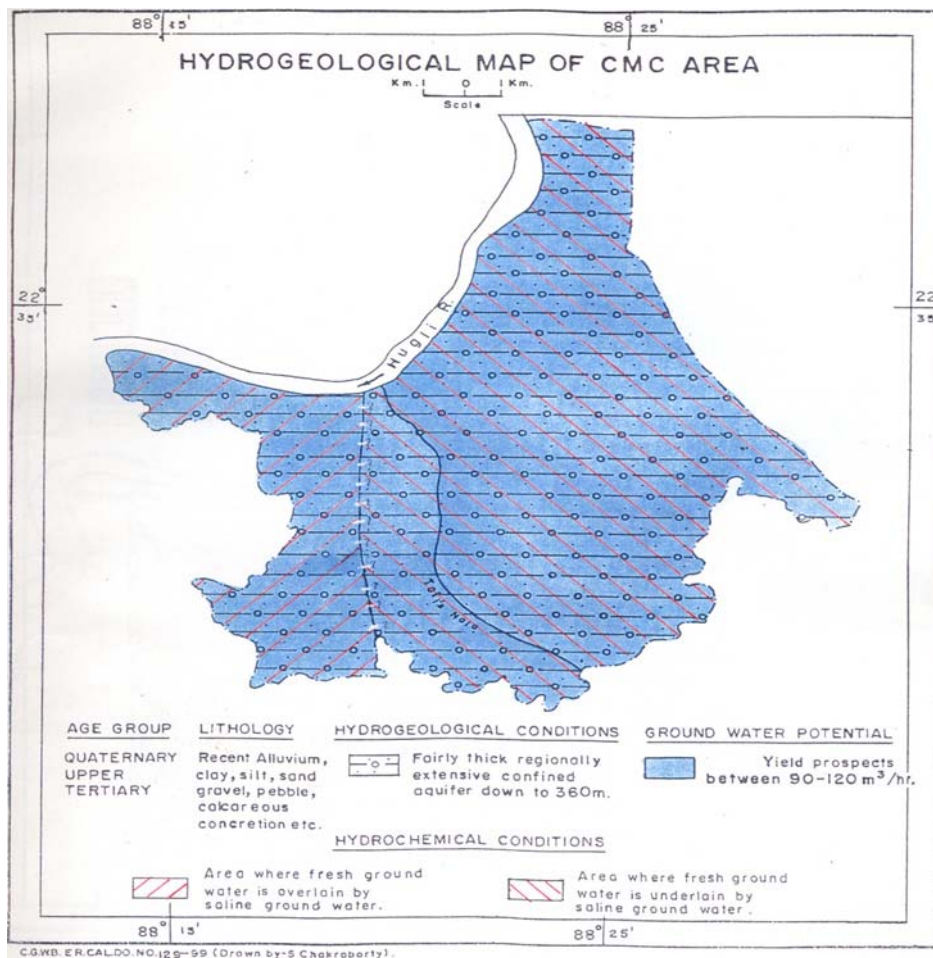 88° 15'
88° 25'
HYDROGEOLOGICAL MAP OF CMC AREA
Km. 1 0 1 Km.
Scale
22°
35'
22
35'
Hugli R.
Tolly's Nala
AGE GROUP
QUATERNARY
UPPER
TERTIARY
LITHOLOGY
Recent Alluvium,
clay, silt, sand
gravel, pebble,
calcareous
concretion etc.
HYDROGEOLOGICAL CONDITIONS
Fairly thick regionally
extensive confined
aquifer down to 360m.
GROUND WATER POTENTIAL
Yield prospects
between 90-120 m³/hr.
HYDROCHEMICAL CONDITIONS
Area where fresh ground
water is overlain by
saline ground water.
Area where fresh ground
water is underlain by
saline ground water.
88° 15'
88° 25'
C.G.W.B. ER.CAL.DO.NO.129-99 (Drawn by-S Chakraborty).